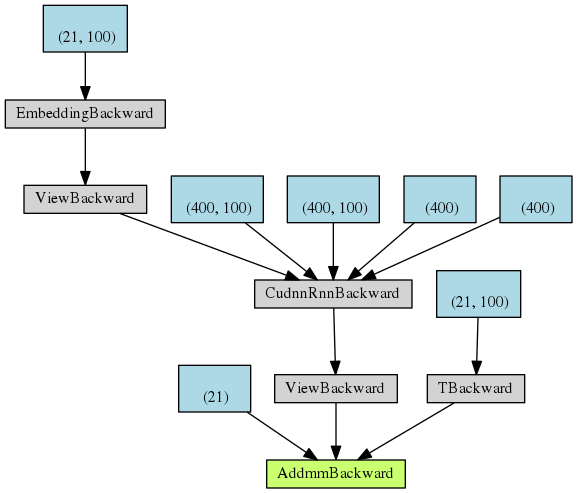 (21, 100)
EmbeddingBackward
ViewBackward
(400, 100)
(400, 100)
(400)
(400)
CudnnRnnBackward
(21, 100)
(21)
ViewBackward
TBackward
AddmmBackward